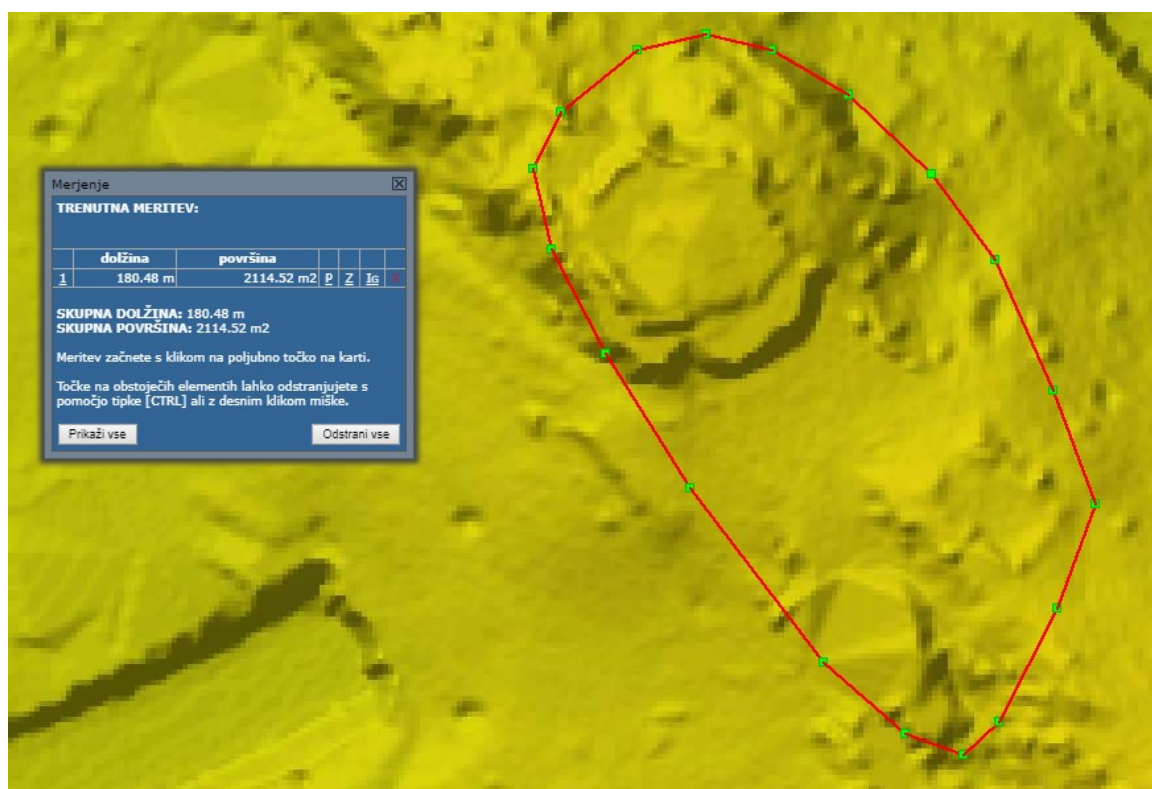 Merjenje
TRENUTNA MERITEV:
dolžina površina
1 180.48 m 2114.52 m2 P Z IG X
SKUPNA DOLŽINA: 180.48 m
SKUPNA POVRŠINA: 2114.52 m2
Meritev začnete s klikom na poljubno točko na karti.
Točke na obstoječih elementih lahko odstranjujete s
pomočjo tipke [CTRL] ali z desnim klikom miške.
Prikaži vse Odstrani vse